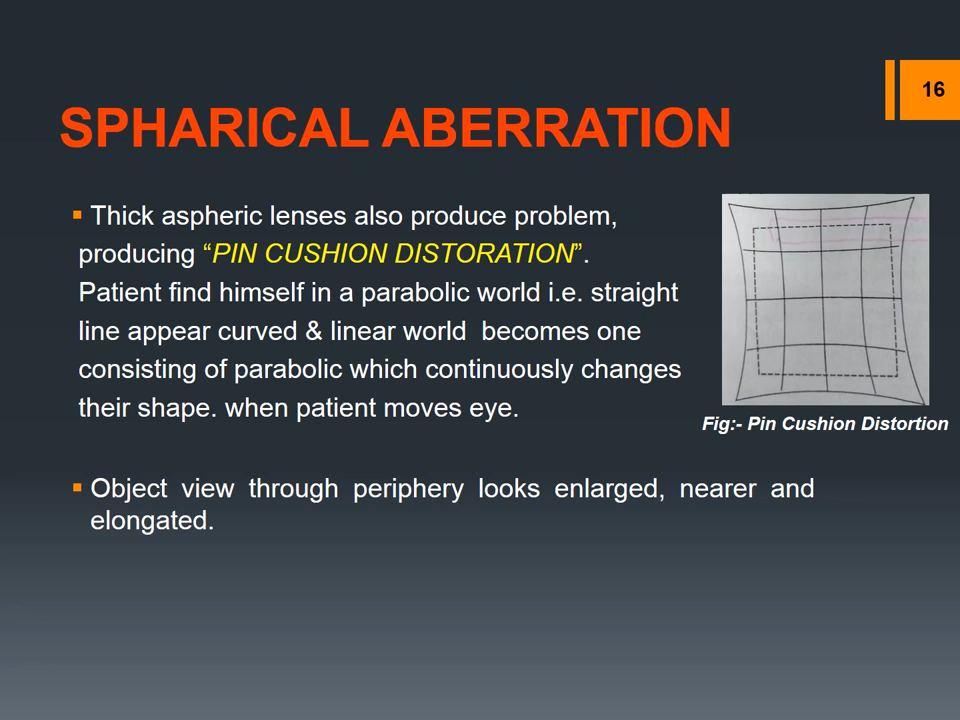 16
SPHARICAL ABERRATION
Thick aspheric lenses also produce problem,
producing “PIN CUSHION DISTORATION”.
Patient find himself in a parabolic world i.e. straight
line appear curved & linear world becomes one
consisting of parabolic which continuously changes
their shape. when patient moves eye.
Fig:- Pin Cushion Distortion
Object view through periphery looks enlarged, nearer and
elongated.